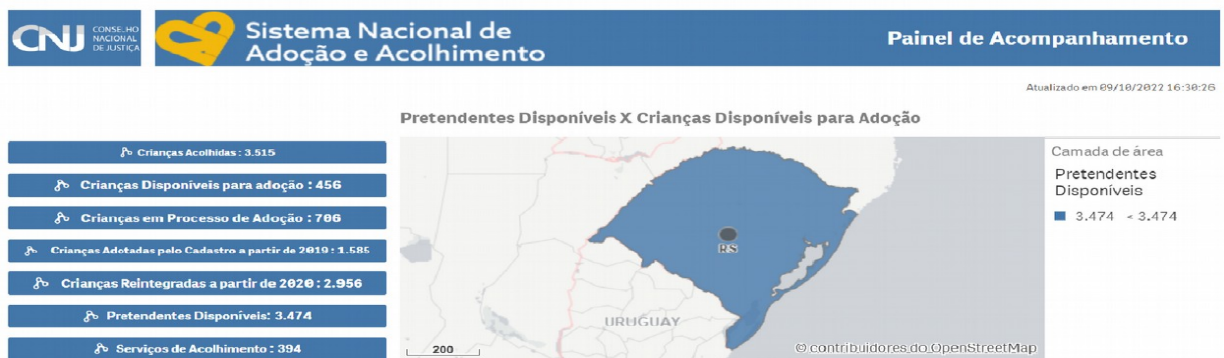 CNJ
CONSELHO
NACIONAL
DE JUSTIÇA
Sistema Nacional de
Adoção e Acolhimento
Painel de Acompanhamento
Atualizado em 09/10/2022 16:30:26
Pretendentes Disponíveis X Crianças Disponíveis para Adoção
Crianças Acolhidas : 3.515
Crianças Disponíveis para adoção : 456
Crianças em Processo de Adoção : 706
Crianças Adotadas pelo Cadastro a partir de 2019 : 1.585
Crianças Reintegradas a partir de 2020 : 2.956
Pretendentes Disponíveis: 3.474
Serviços de Acolhimento : 394
RS
URUGUAY
200
© contribuidores do OpenStreetMap
Camada de área
Pretendentes
Disponíveis
3.474 < 3.474